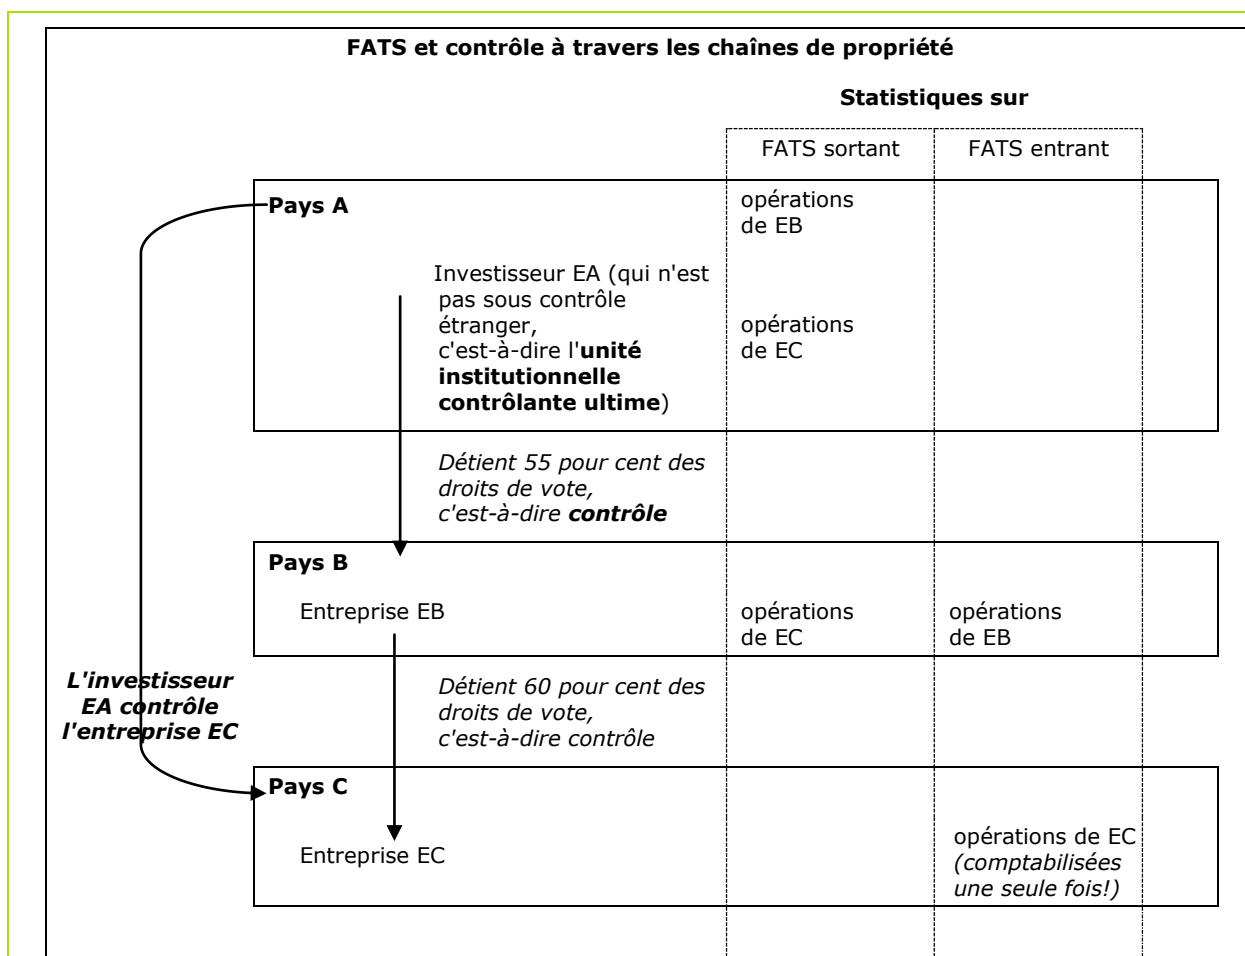 FATS et contrôle à travers les chaînes de propriété
Statistiques sur
FATS sortant
FATS entrant
Pays A
opérations
de EB
Investisseur EA (qui n'est
pas sous contrôle
étranger,
c'est-à-dire l'unité
institutionnelle
contrôlante ultime)
opérations
de EC
Détient 55 pour cent des
droits de vote,
c'est-à-dire contrôle
Pays B
Entreprise EB
opérations
de EC
opérations
de EB
L'investisseur
EA contrôle
l'entreprise EC
Détient 60 pour cent des
droits de vote,
c'est-à-dire contrôle
Pays C
Entreprise EC
opérations de EC
(comptabilisées
une seule fois!)